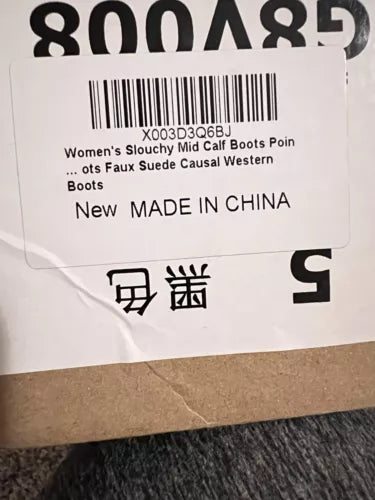 X003D3Q6BJ
Women's Slouchy Mid Calf Boots Poin
... ots Faux Suede Causal Western
Boots
New MADE IN CHINA
5 黑色